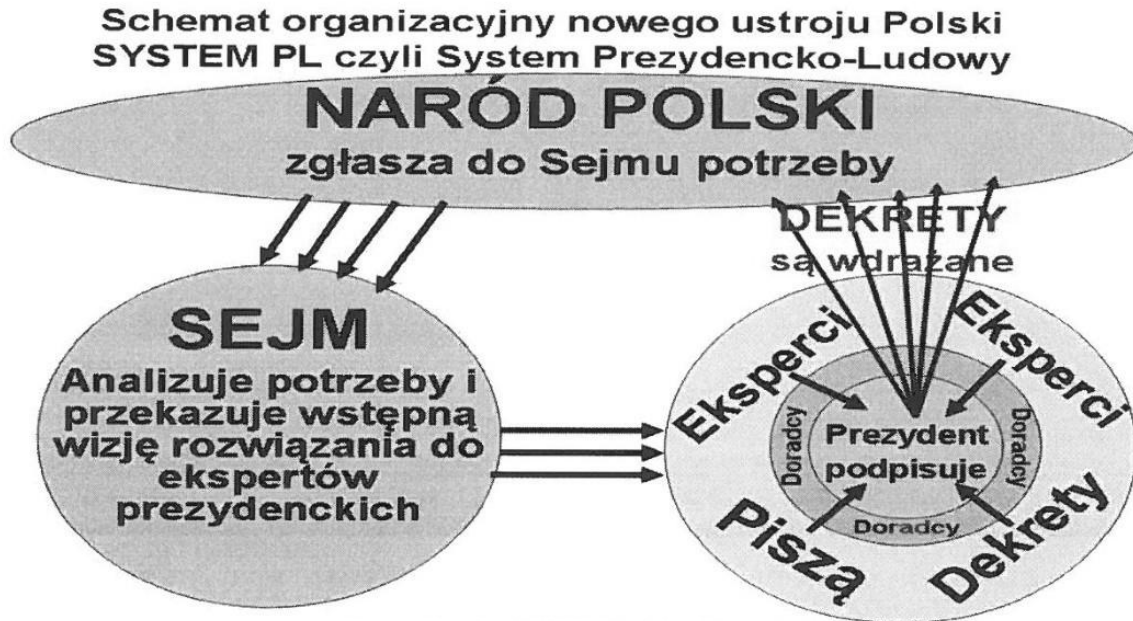 Schemat organizacyjny nowego ustroju Polski
SYSTEM PL czyli System Prezydencko-Ludowy
NARÓD POLSKI
zgłasza do Sejmu potrzeby
DEKRETY
są wdrażane
SEJM
Analizuje potrzeby i
przekazuje wstępną
wizję rozwiązania do
ekspertów
prezydenckich
Eksperci
Eksperci
Doradcy
Prezydent
podpisuje
Doradcy
Doradcy
Piszą
Dekrety